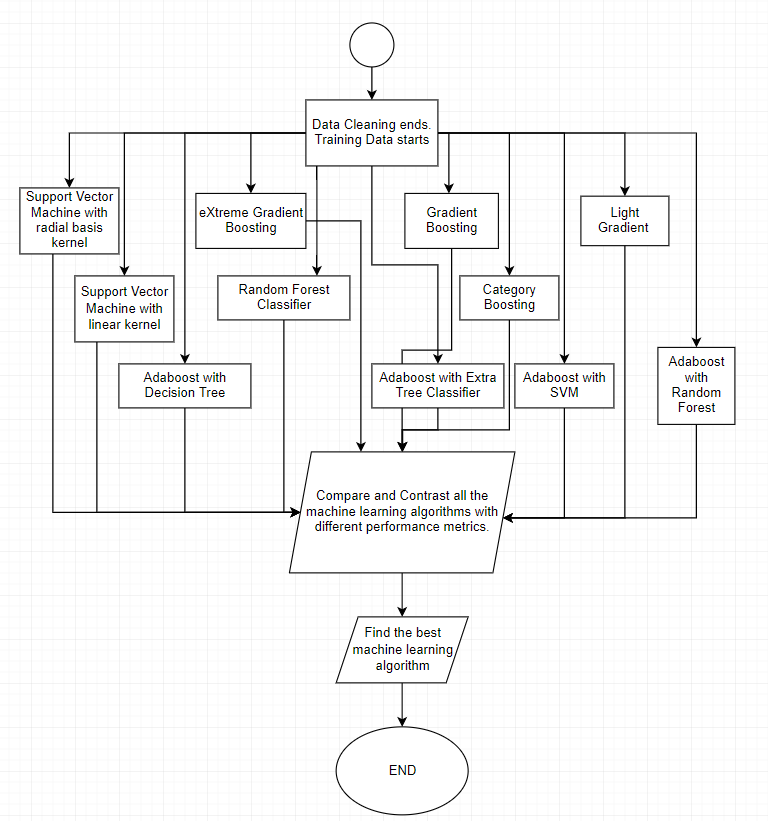 Data Cleaning ends.
Training Data starts
Support Vector
Machine with
radial basis
kernel
eXtreme Gradient
Boosting
Gradient
Boosting
Light
Gradient
Support Vector
Machine with
linear kernel
Random Forest
Classifier
Category
Boosting
Adaboost with
Decision Tree
Adaboost with Extra
Tree Classifier
Adaboost with
SVM
Adaboost
with
Random
Forest
Compare and Contrast all the
machine learning algorithms with
different performance metrics.
Find the best
machine learning
algorithm
END